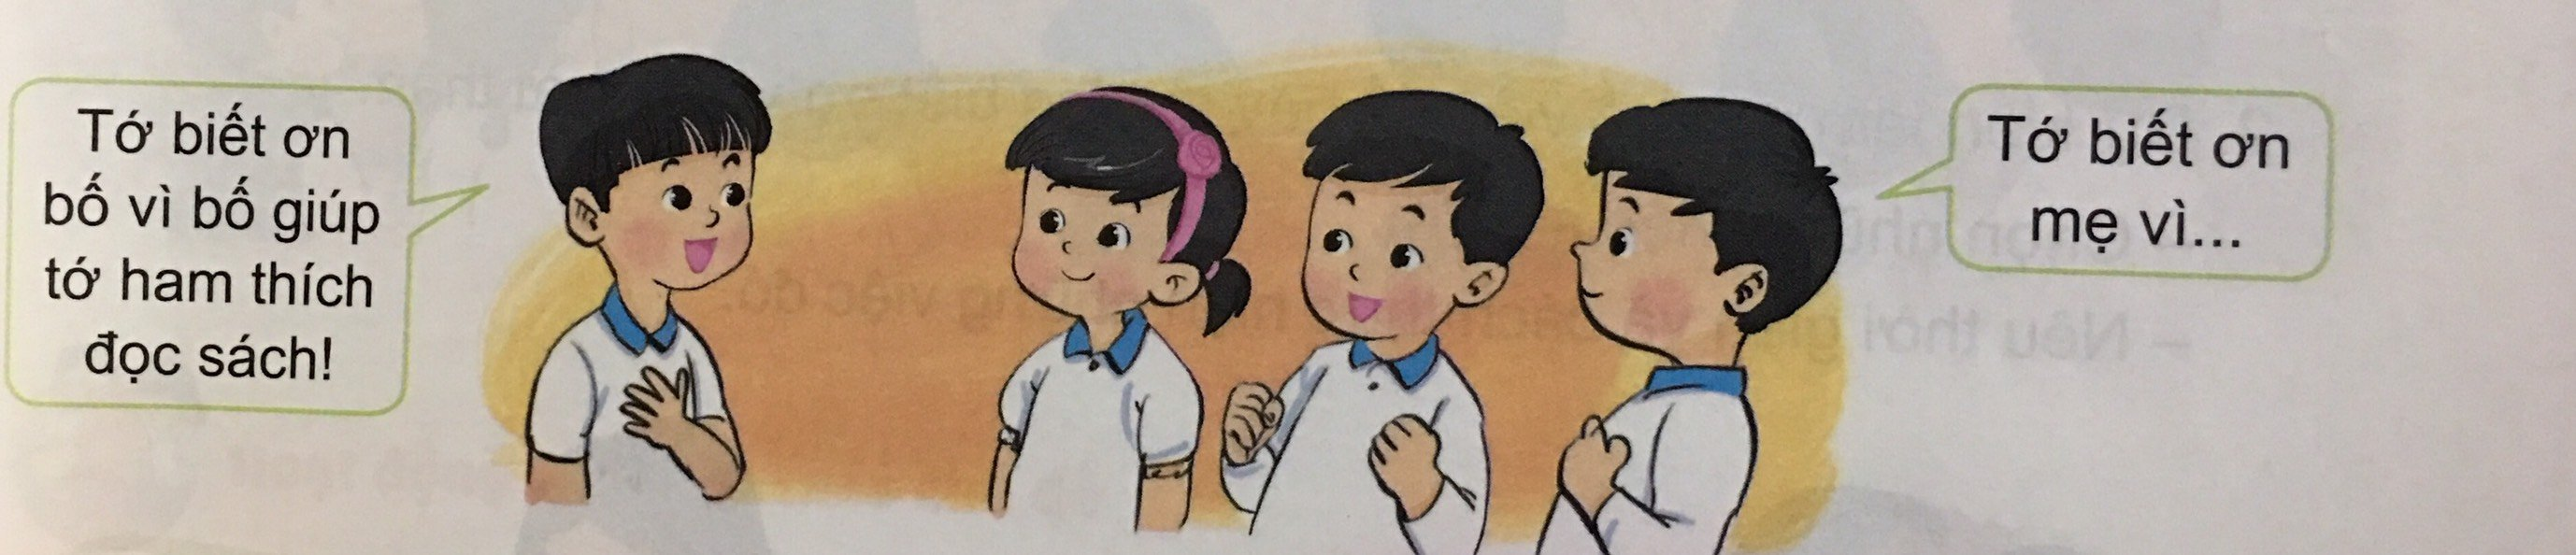 Tớ biết ơn
bố vì bố giúp
tớ ham thích
đọc sách!
Tớ biết ơn
mẹ vì...